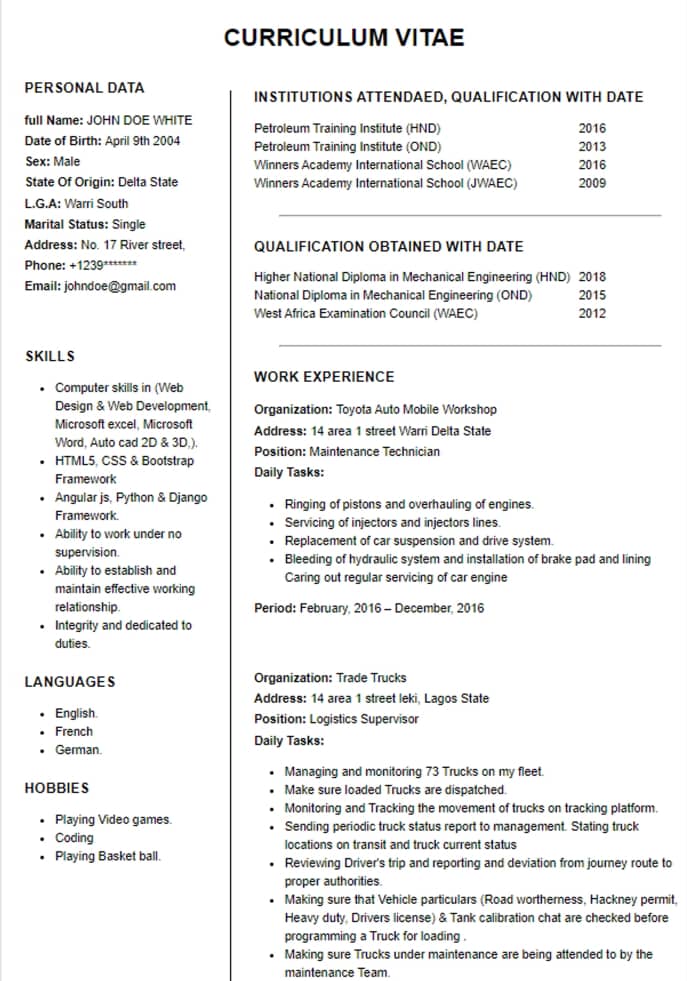 CURRICULUM VITAE
PERSONAL DATA
full Name: JOHN DOE WHITE
Date of Birth: April 9th 2004
Sex: Male
State Of Origin: Delta State
L.G.A: Warri South
Marital Status: Single
Address: No. 17 River street,
Phone: +1239*******
Email: johndoe@gmail.com
SKILLS
• Computer skills in (Web
Design & Web Development,
Microsoft excel, Microsoft
Word, Auto cad 2D & 3D,).
• HTML5, CSS & Bootstrap
Framework
• Angular js, Python & Django
Framework.
• Ability to work under no
supervision.
• Ability to establish and
maintain effective working
relationship.
• Integrity and dedicated to
duties.
LANGUAGES
• English.
• French
• German.
HOBBIES
• Playing Video games.
• Coding
• Playing Basket ball.
INSTITUTIONS ATTENDAED, QUALIFICATION WITH DATE
Petroleum Training Institute (HND) 2016
Petroleum Training Institute (OND) 2013
Winners Academy International School (WAEC) 2016
Winners Academy International School (JWAEC) 2009
QUALIFICATION OBTAINED WITH DATE
Higher National Diploma in Mechanical Engineering (HND) 2018
National Diploma in Mechanical Engineering (OND) 2015
West Africa Examination Council (WAEC) 2012
WORK EXPERIENCE
Organization: Toyota Auto Mobile Workshop
Address: 14 area 1 street Warri Delta State
Position: Maintenance Technician
Daily Tasks:
• Ringing of pistons and overhauling of engines.
• Servicing of injectors and injectors lines.
• Replacement of car suspension and drive system.
• Bleeding of hydraulic system and installation of brake pad and lining
Caring out regular servicing of car engine
Period: February, 2016 – December, 2016
Organization: Trade Trucks
Address: 14 area 1 street leki, Lagos State
Position: Logistics Supervisor
Daily Tasks:
• Managing and monitoring 73 Trucks on my fleet.
• Make sure loaded Trucks are dispatched.
• Monitoring and Tracking the movement of trucks on tracking platform.
• Sending periodic truck status report to management. Stating truck
locations on transit and truck current status
• Reviewing Driver's trip and reporting and deviation from journey route to
proper authorities.
• Making sure that Vehicle particulars (Road wortherness, Hackney permit,
Heavy duty, Drivers license) & Tank calibration chat are checked before
programming a Truck for loading .
• Making sure Trucks under maintenance are being attended to by the
maintenance Team.